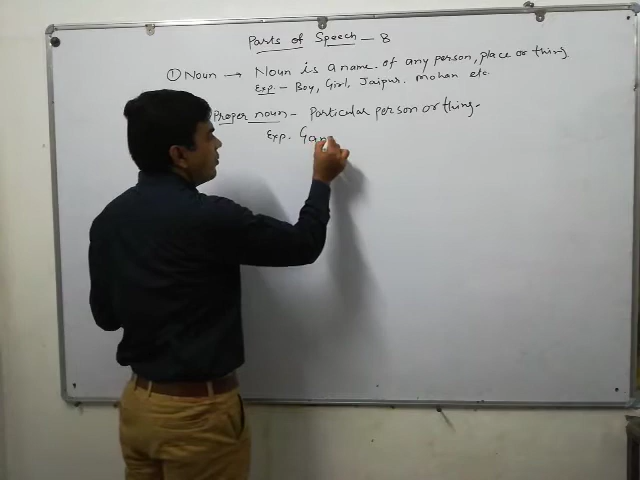 Parts of Speech - 8
① Noun → Noun is a name of any person, place or thing.
Exp. - Boy, Girl, Jaipur, Mohan etc.
Proper noun - Particular person or thing.
Exp. Gan